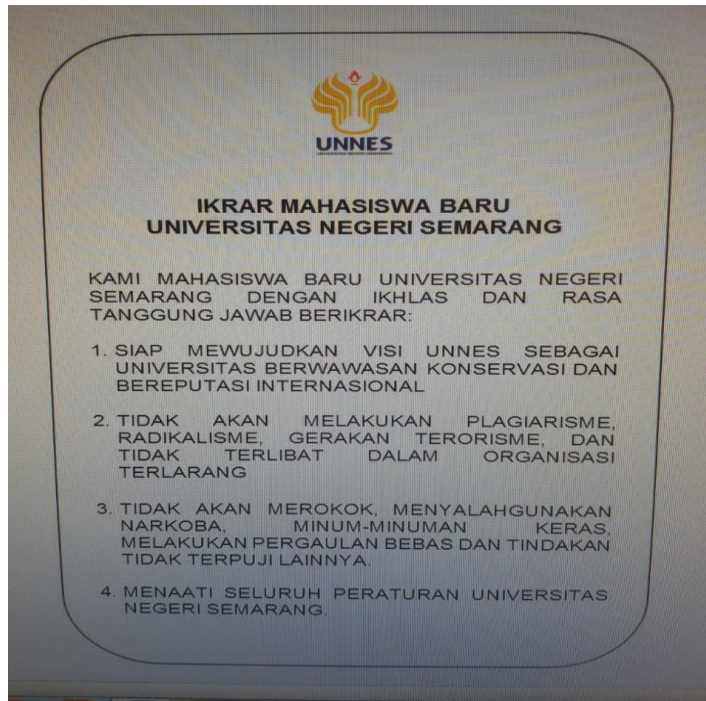 UNNES
IKRAR MAHASISWA BARU
UNIVERSITAS NEGERI SEMARANG
KAMI MAHASISWA BARU UNIVERSITAS NEGERI
SEMARANG DENGAN IKHLAS DAN RASA
TANGGUNG JAWAB BERIKRAR:
1. SIAP MEWUJUDKAN VISI UNNES SEBAGAI
UNIVERSITAS BERWAWASAN KONSERVASI DAN
BEREPUTASI INTERNASIONAL
2. TIDAK AKAN MELAKUKAN PLAGIARISME,
RADIKALISME, GERAKAN TERORISME, DAN
TIDAK TERLIBAT DALAM ORGANISASI
TERLARANG
3. TIDAK AKAN MEROKOK, MENYALAHGUNAKAN
NARKOBA, MINUM-MINUMAN KERAS,
MELAKUKAN PERGAULAN BEBAS DAN TINDAKAN
TIDAK TERPUJI LAINNYA.
4. MENAATI SELURUH PERATURAN UNIVERSITAS
NEGERI SEMARANG.